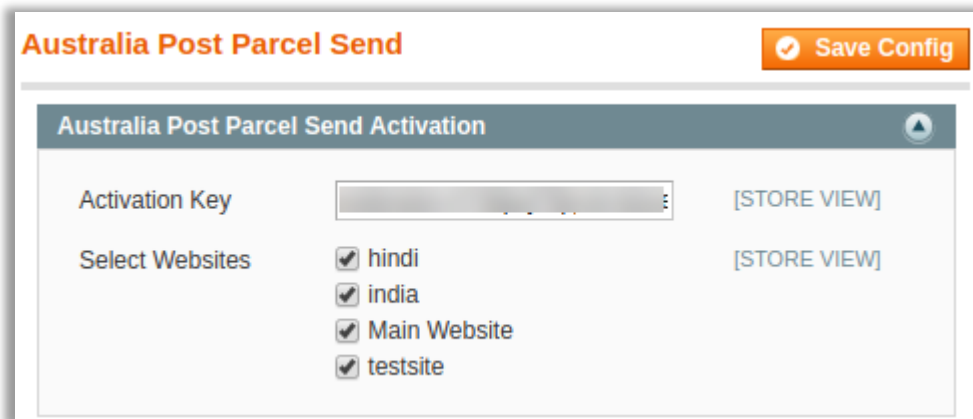 Australia Post Parcel Send
Save Config
Australia Post Parcel Send Activation
Activation Key
[STORE VIEW]
Select Websites
hindi
[STORE VIEW]
india
Main Website
testsite